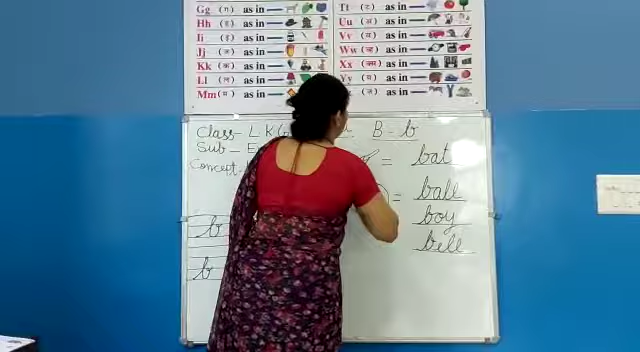 Gg (ग) as in
Hh (ह) as in
Ii (इ) as in
Jj (ज) as in
Kk (क) as in
Ll (ल) as in
Mm (म) as in
Tt (ट) as in
Uu (अ) as in
Vv (व) as in
Ww (व्ह) as in
Xx (क्स) as in
Yy (य) as in
(ज) as in
Class - LKG
B - b
Sub - E
Concept
= bat
= ball
boy
bell
b
b